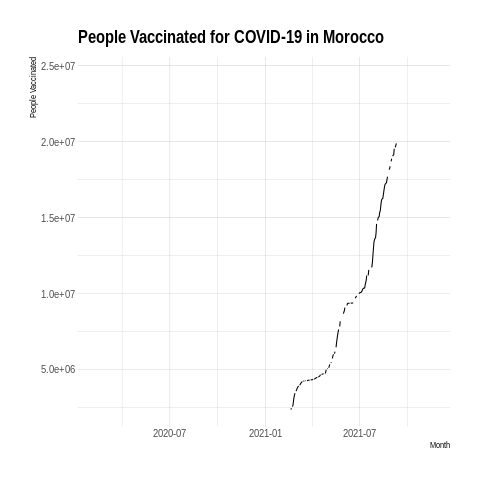 People Vaccinated for COVID-19 in Morocco
People Vaccinated
2.5e+07
2.0e+07
1.5e+07
1.0e+07
5.0e+06
2020-07 2021-01 2021-07
Month